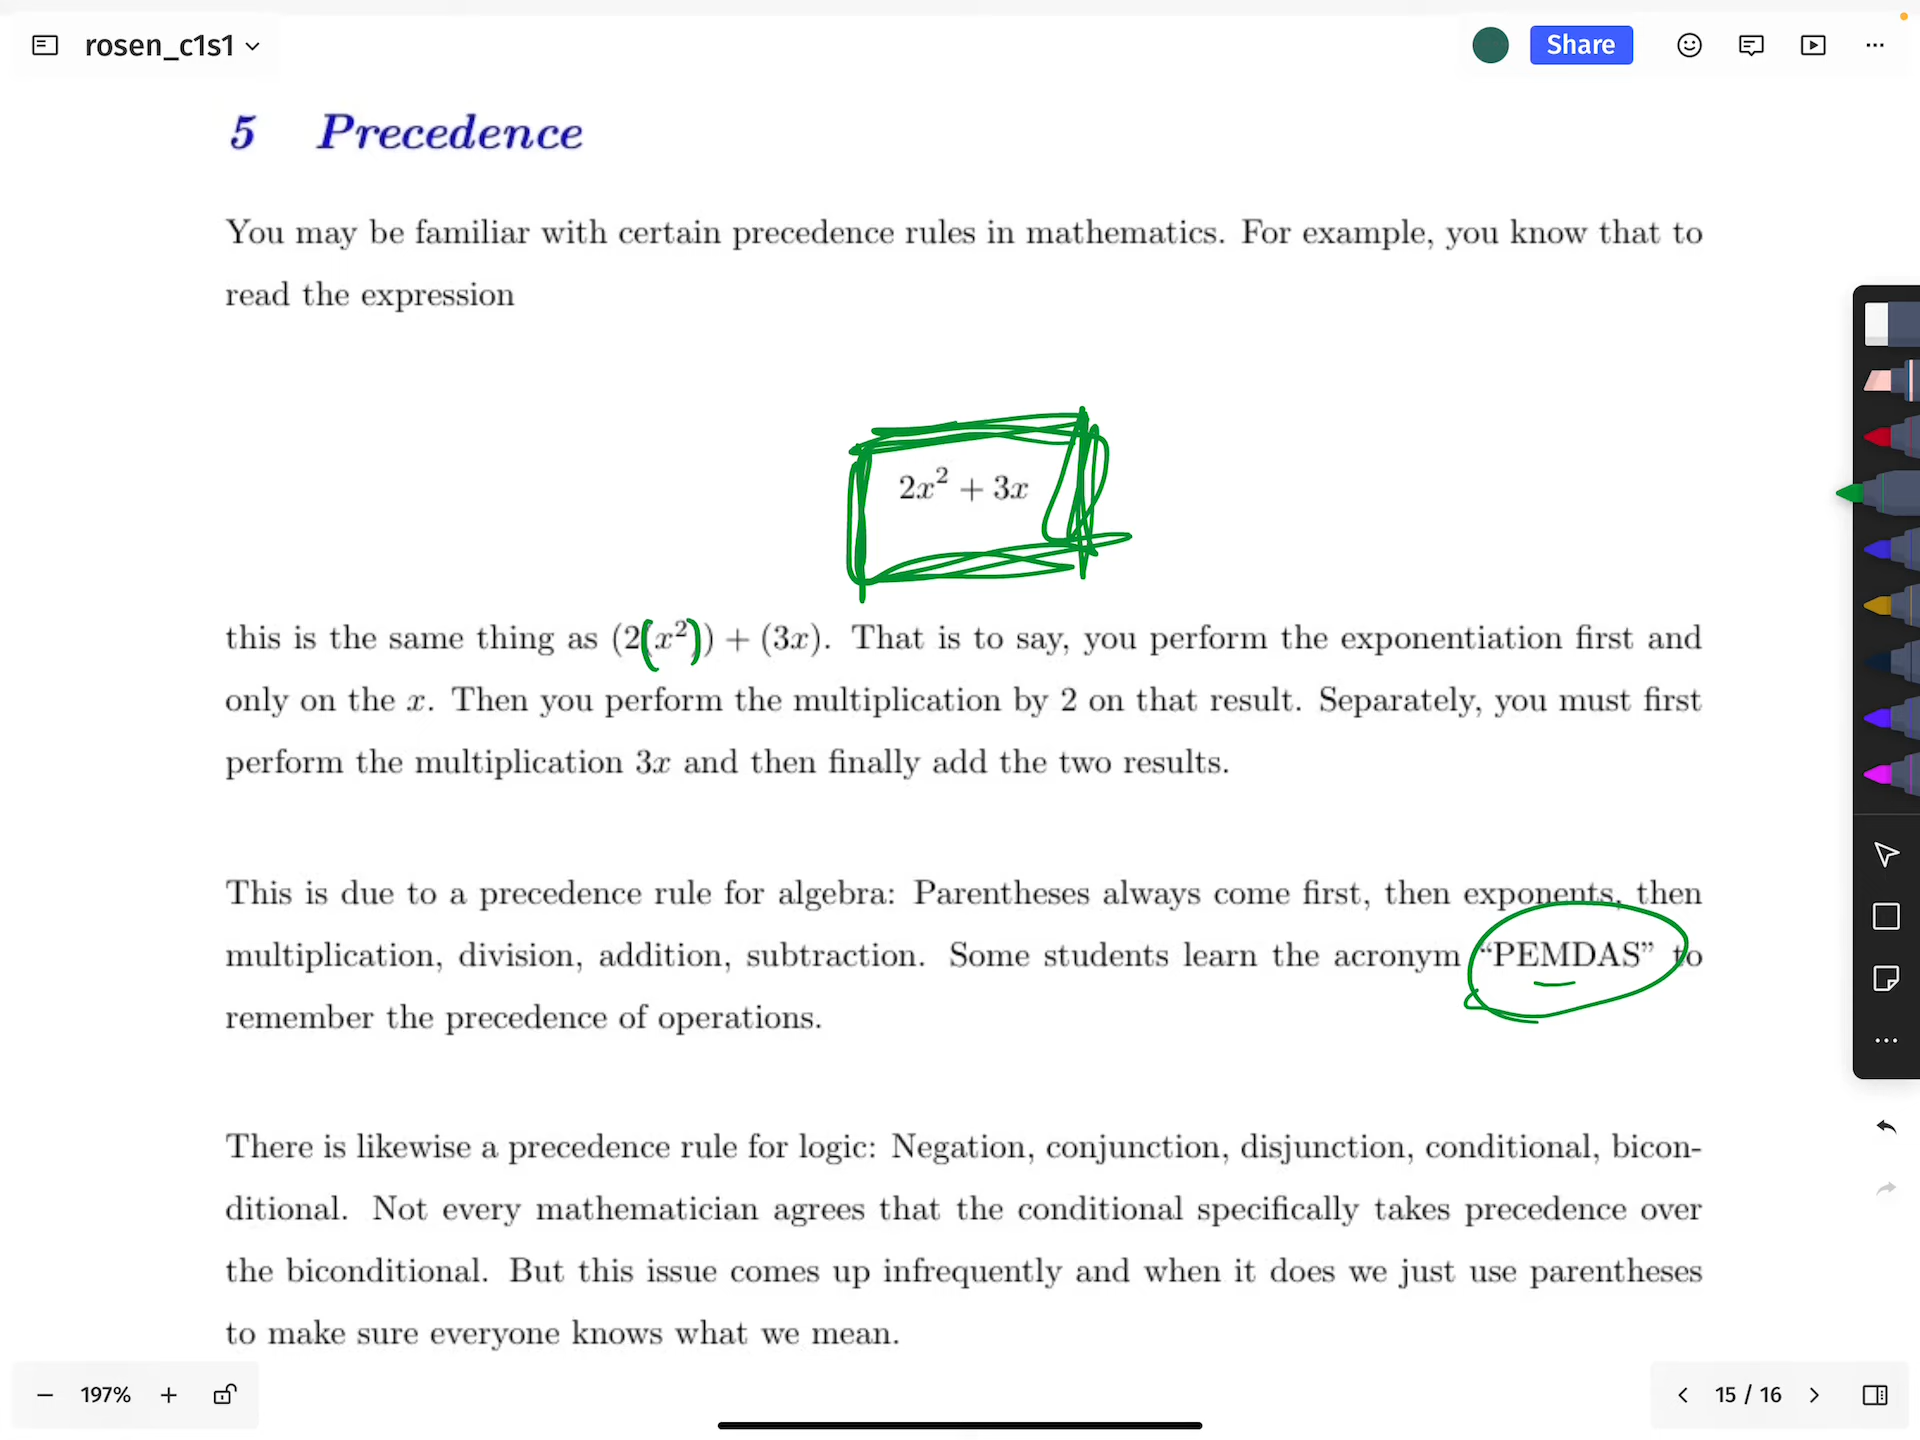 rosen_c1s1
Share
5 Precedence
You may be familiar with certain precedence rules in mathematics. For example, you know that to
read the expression
2x² + 3x
this is the same thing as (2(x²)) + (3x). That is to say, you perform the exponentiation first and
only on the x. Then you perform the multiplication by 2 on that result. Separately, you must first
perform the multiplication 3x and then finally add the two results.
This is due to a precedence rule for algebra: Parentheses always come first, then exponents, then
multiplication, division, addition, subtraction. Some students learn the acronym “PEMDAS” to
remember the precedence of operations.
There is likewise a precedence rule for logic: Negation, conjunction, disjunction, conditional, bicon-
ditional. Not every mathematician agrees that the conditional specifically takes precedence over
the biconditional. But this issue comes up infrequently and when it does we just use parentheses
to make sure everyone knows what we mean.
− 197% +
15 / 16